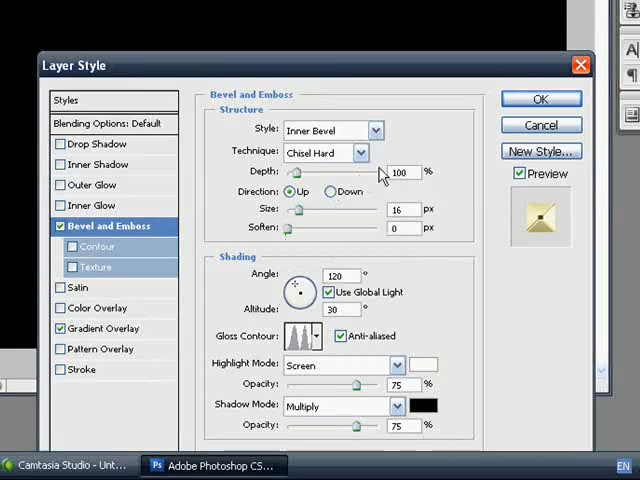 Layer Style
Styles
Blending Options: Default
Drop Shadow
Inner Shadow
Outer Glow
Inner Glow
Bevel and Emboss
Contour
Texture
Satin
Color Overlay
Gradient Overlay
Pattern Overlay
Stroke
Bevel and Emboss
Structure
Style: Inner Bevel
Technique: Chisel Hard
Depth: 100 %
Direction: Up Down
Size: 16 px
Soften: 0 px
Shading
Angle: 120 °
Use Global Light
Altitude: 30 °
Gloss Contour: Anti-aliased
Highlight Mode: Screen
Opacity: 75 %
Shadow Mode: Multiply
Opacity: 75 %
OK
Cancel
New Style...
Preview
A
¶
Camtasia Studio - Unt...
Ps Adobe Photoshop CS...
EN